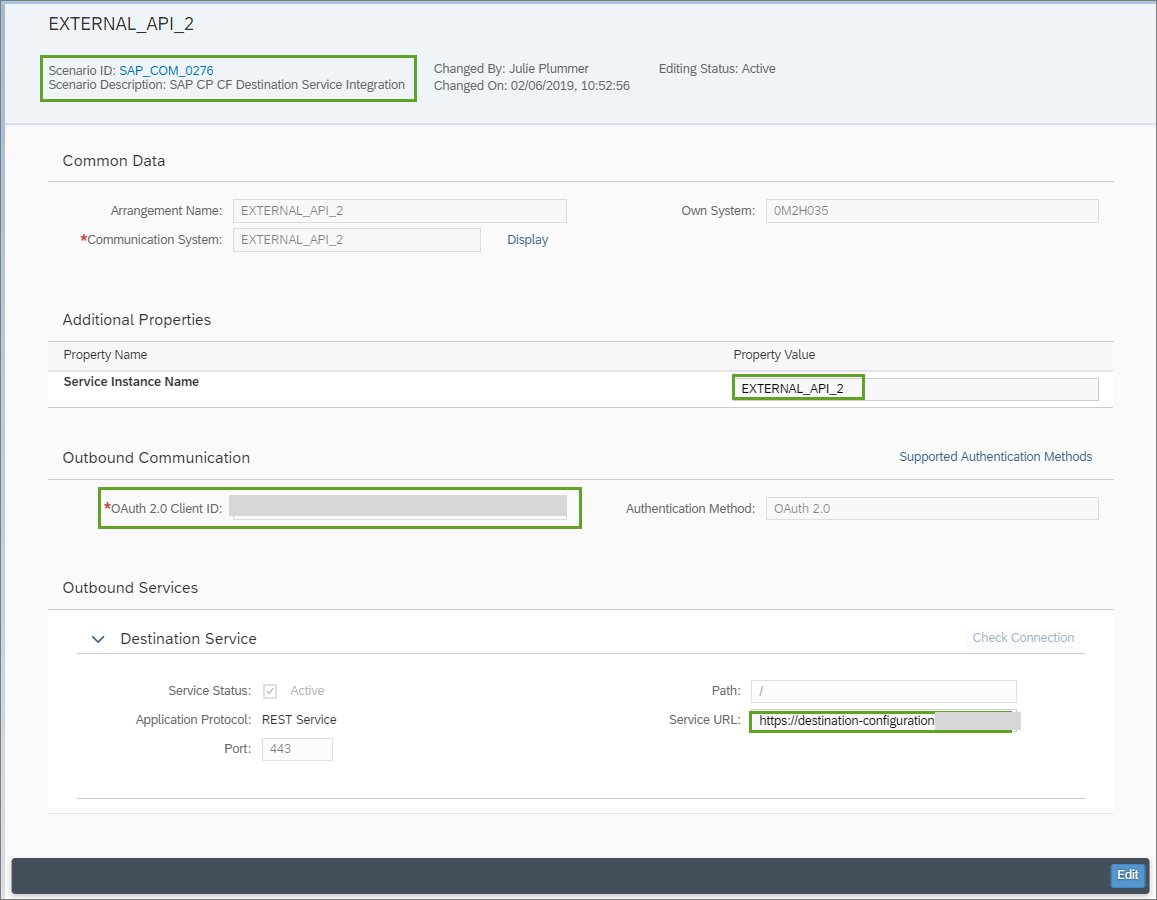 EXTERNAL_API_2
Scenario ID: SAP_COM_0276
Scenario Description: SAP CP CF Destination Service Integration
Changed By: Julie Plummer
Changed On: 02/06/2019, 10:52:56
Editing Status: Active
Common Data
Arrangement Name: EXTERNAL_API_2
Own System: 0M2H035
*Communication System: EXTERNAL_API_2 Display
Additional Properties
Property Name Property Value
Service Instance Name EXTERNAL_API_2
Outbound Communication Supported Authentication Methods
*OAuth 2.0 Client ID:
Authentication Method: OAuth 2.0
Outbound Services
Destination Service Check Connection
Service Status: Active
Path: /
Application Protocol: REST Service
Service URL: https://destination-configuration
Port: 443
Edit